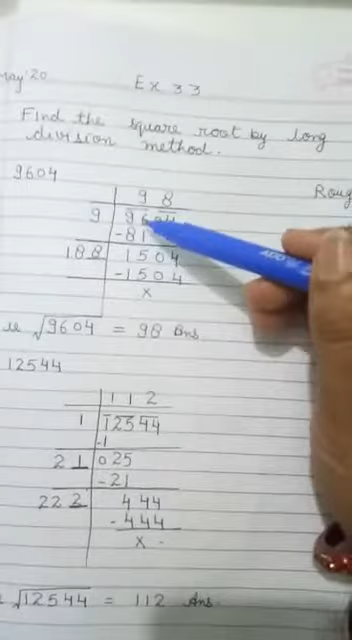 May'20
Ex 33
Find the square root by long
division method.
9604
Rough
9 8
9 9604
-81
188 1504
-1504
x
√9604 = 98 Ans
12544
1 1 2
1 12544
-1
21 025
-21
222 444
-444
x
√12544 = 112 Ans.